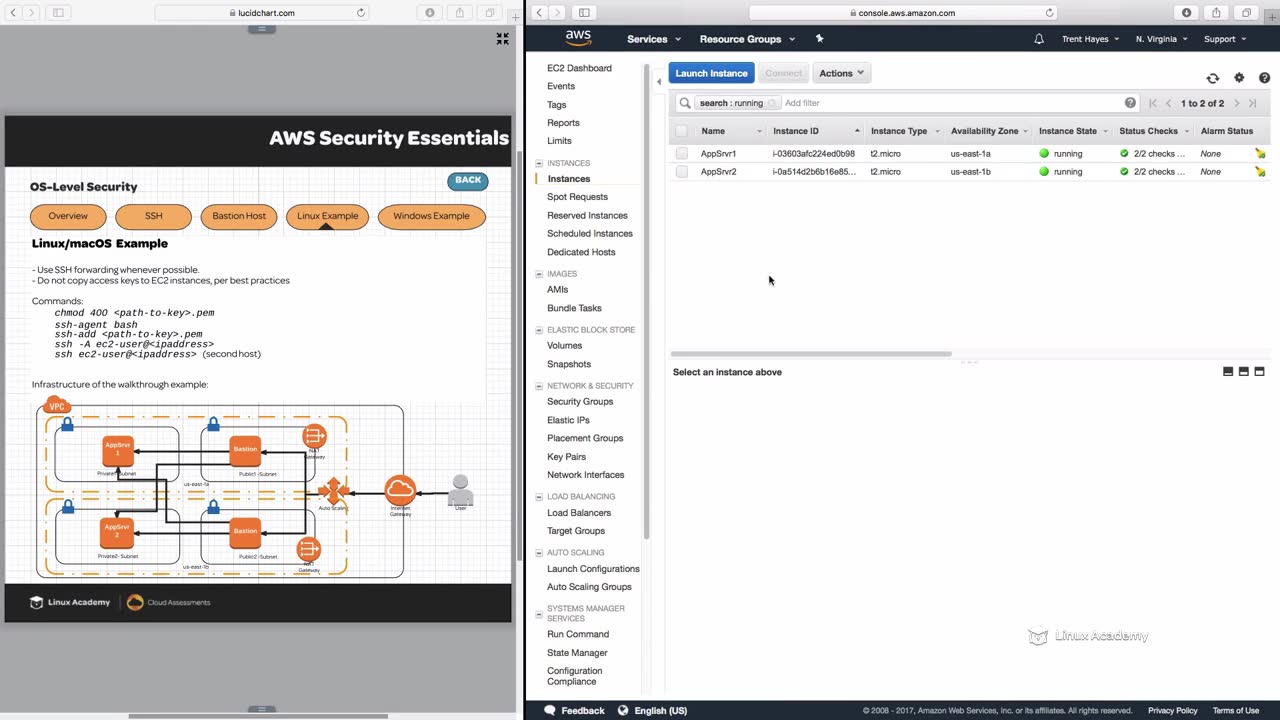 lucidchart.com
AWS Security Essentials
OS-Level Security
BACK
Overview
SSH
Bastion Host
Linux Example
Windows Example
Linux/macOS Example
- Use SSH forwarding whenever possible.
- Do not copy access keys to EC2 instances, per best practices
Commands:
chmod 400 <path-to-key>.pem
ssh-agent bash
ssh-add <path-to-key>.pem
ssh -A ec2-user@<ipaddress>
ssh ec2-user@<ipaddress> (second host)
Infrastructure of the walkthrough example:
VPC
AppSrvr
1
Bastion
NAT
Gateway
Private1-Subnet
Public1-Subnet
us-east-1a
Auto Scaling
Internet
Gateway
User
AppSrvr
2
Bastion
Private2-Subnet
Public2-Subnet
us-east-1b
NAT
Gateway
Linux Academy
Cloud Assessments
console.aws.amazon.com
aws
Services
Resource Groups
Trent Hayes
N. Virginia
Support
EC2 Dashboard
Events
Tags
Reports
Limits
INSTANCES
Instances
Spot Requests
Reserved Instances
Scheduled Instances
Dedicated Hosts
IMAGES
AMIs
Bundle Tasks
ELASTIC BLOCK STORE
Volumes
Snapshots
NETWORK & SECURITY
Security Groups
Elastic IPs
Placement Groups
Key Pairs
Network Interfaces
LOAD BALANCING
Load Balancers
Target Groups
AUTO SCALING
Launch Configurations
Auto Scaling Groups
SYSTEMS MANAGER
SERVICES
Run Command
State Manager
Configuration
Compliance
Launch Instance
Connect
Actions
search : running
Add filter
1 to 2 of 2
Name Instance ID Instance Type Availability Zone Instance State Status Checks Alarm Status
AppSrvr1 i-03603afc224ed0b98 t2.micro us-east-1a running 2/2 checks ... None
AppSrvr2 i-0a514d2b6b16e85... t2.micro us-east-1b running 2/2 checks ... None
Select an instance above
Linux Academy
Feedback
English (US)
© 2008 - 2017, Amazon Web Services, Inc. or its affiliates. All rights reserved.
Privacy Policy
Terms of Use